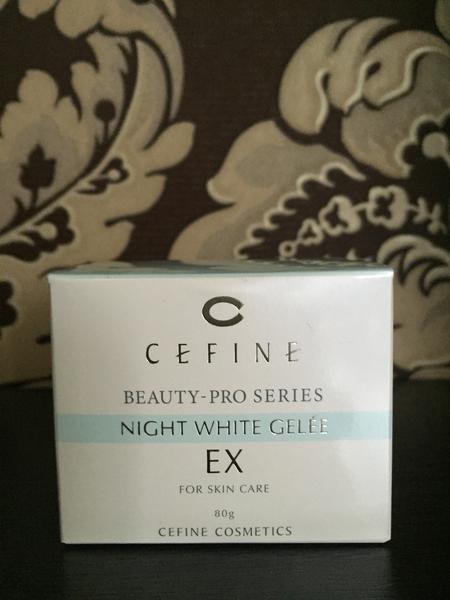 CEFINE
BEAUTY-PRO SERIES
NIGHT WHITE GELÉE
EX
FOR SKIN CARE
80g
CEFINE COSMETICS